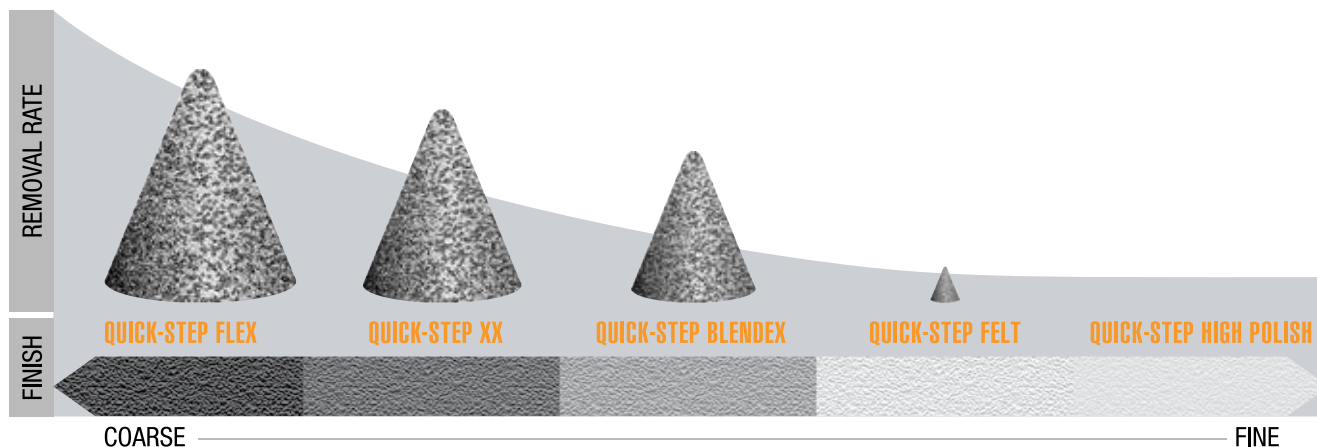 REMOVAL RATE
QUICK-STEP FLEX
QUICK-STEP XX
QUICK-STEP BLENDEX
QUICK-STEP FELT
QUICK-STEP HIGH POLISH
FINISH
COARSE
FINE